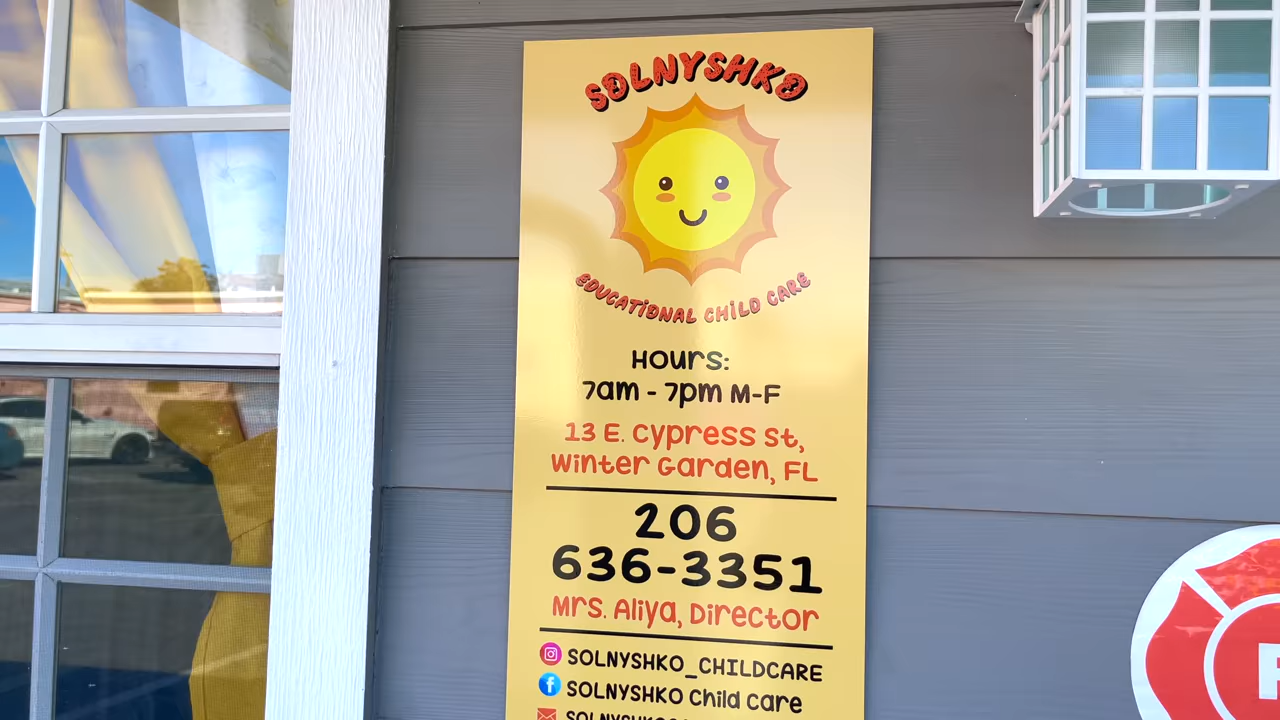 SOLNYSHKO
EDUCATIONAL CHILD CARE
Hours:
7am - 7pm M-F
13 E. Cypress St,
Winter Garden, FL
206
636-3351
Mrs. Aliya, Director
SOLNYSHKO_CHILDCARE
SOLNYSHKO Child Care